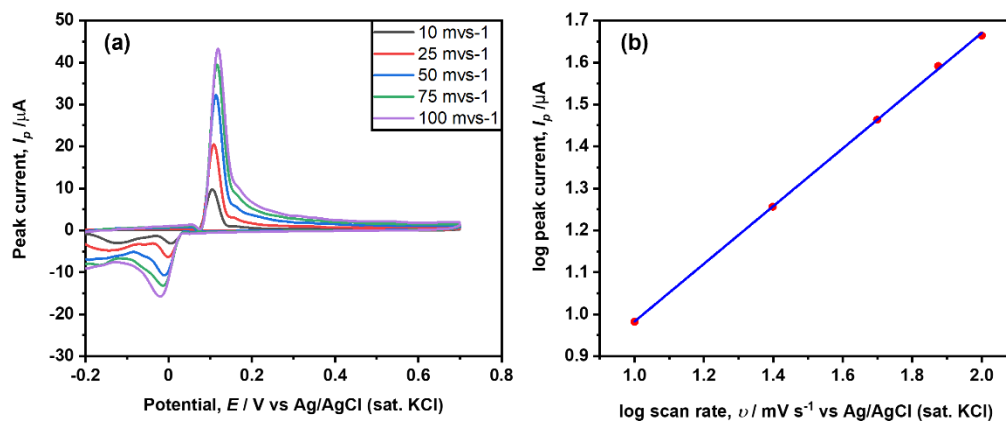 (a)
10 mvs-1
25 mvs-1
50 mvs-1
75 mvs-1
100 mvs-1
Peak current, I_p /µA
50
40
30
20
10
0
-10
-20
-30
-0.2 0 0.2 0.4 0.6 0.8
Potential, E / V vs Ag/AgCl (sat. KCl)
(b)
log peak current, I_p /µA
1.7
1.6
1.5
1.4
1.3
1.2
1.1
1.0
0.9
1.0 1.2 1.4 1.6 1.8 2.0
log scan rate, υ / mV s⁻¹ vs Ag/AgCl (sat. KCl)